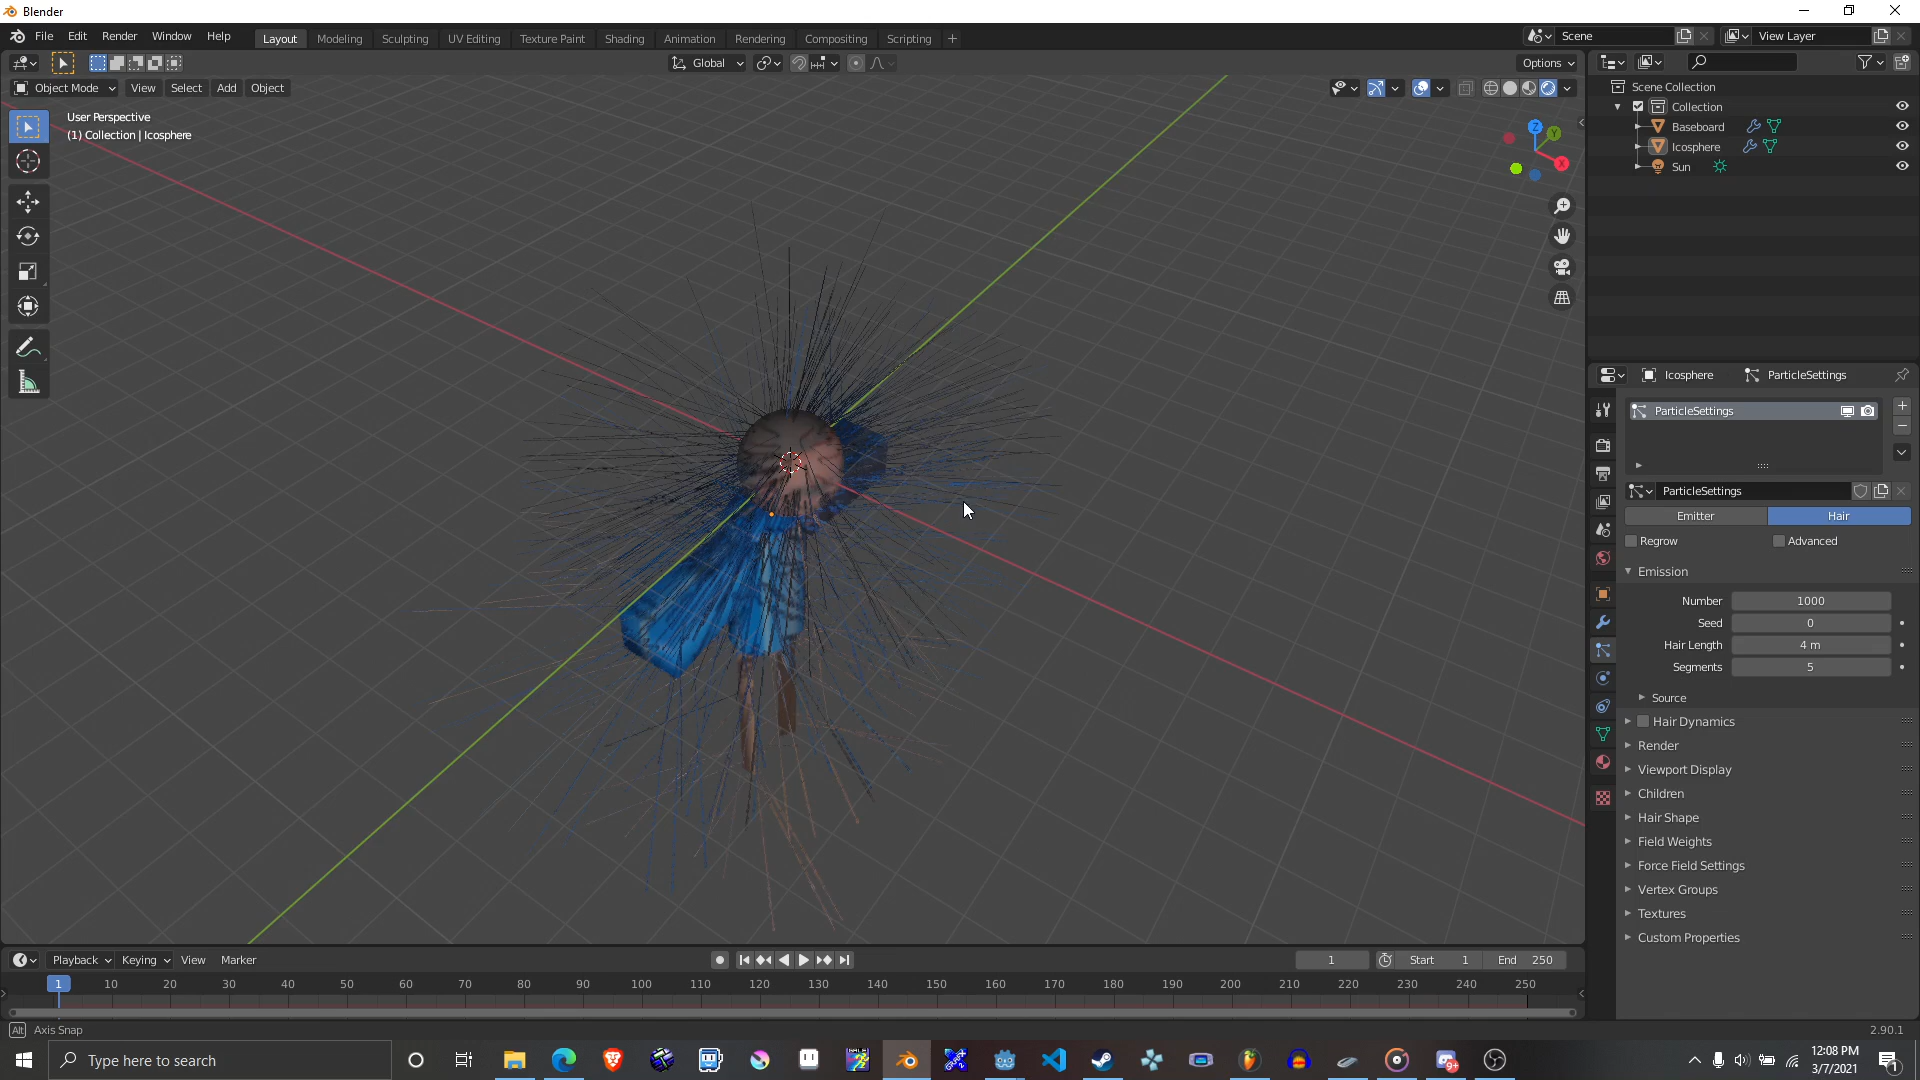 Blender
File Edit Render Window Help Layout Modeling Sculpting UV Editing Texture Paint Shading Animation Rendering Compositing Scripting + Scene View Layer
Global Options
Object Mode View Select Add Object
User Perspective
(1) Collection | Icosphere
Z Y X
Scene Collection
Collection
Baseboard
Icosphere
Sun
Icosphere ParticleSettings
ParticleSettings
ParticleSettings
Emitter Hair
Regrow Advanced
Emission
Number 1000
Seed 0
Hair Length 4 m
Segments 5
Source
Hair Dynamics
Render
Viewport Display
Children
Hair Shape
Field Weights
Force Field Settings
Vertex Groups
Textures
Custom Properties
Playback Keying View Marker 1 Start 1 End 250
1 10 20 30 40 50 60 70 80 90 100 110 120 130 140 150 160 170 180 190 200 210 220 230 240 250
Alt Axis Snap 2.90.1
Type here to search
12:08 PM
3/7/2021